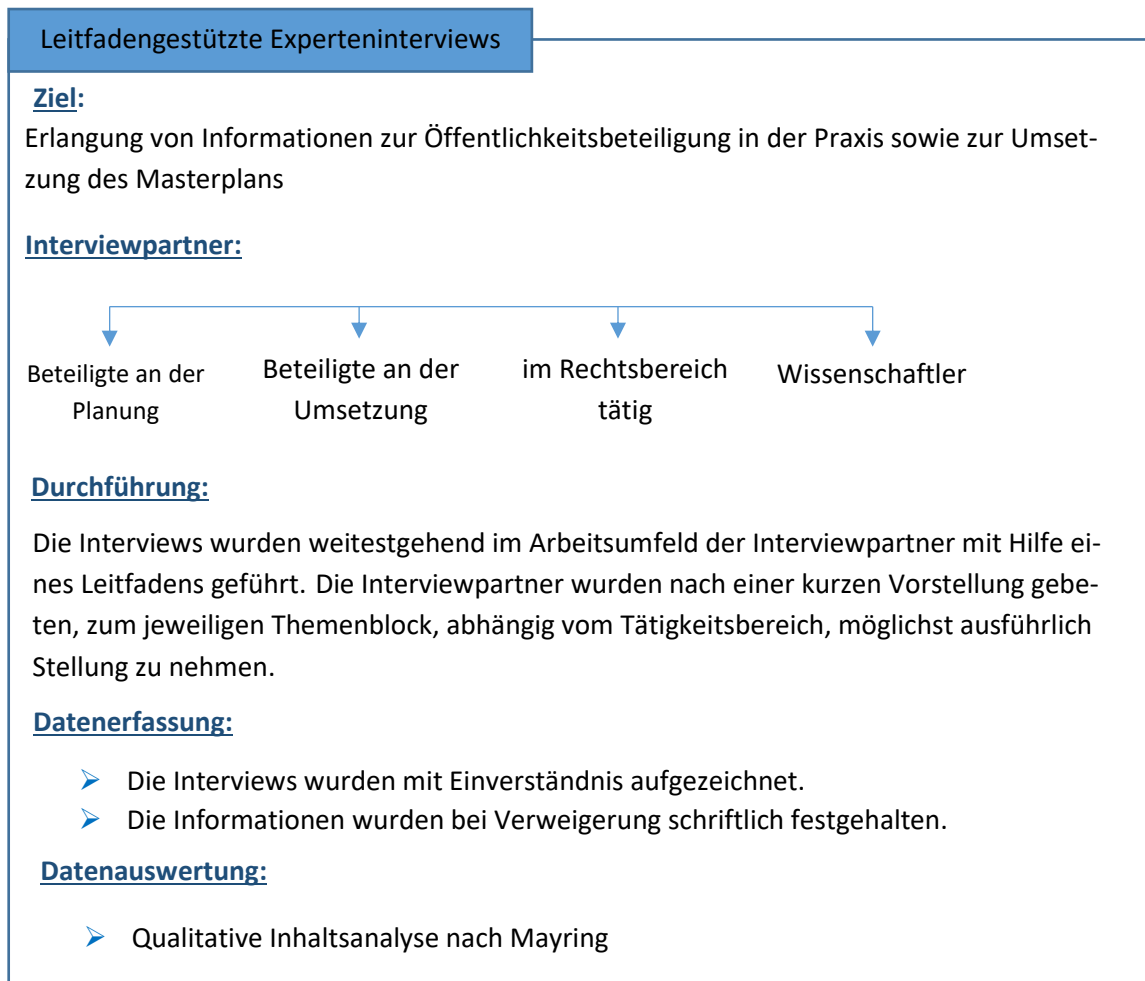 Leitfadengestützte Experteninterviews
Ziel:
Erlangung von Informationen zur Öffentlichkeitsbeteiligung in der Praxis sowie zur Umset-
zung des Masterplans
Interviewpartner:
Beteiligte an der
Planung
Beteiligte an der
Umsetzung
im Rechtsbereich
tätig
Wissenschaftler
Durchführung:
Die Interviews wurden weitestgehend im Arbeitsumfeld der Interviewpartner mit Hilfe ei-
nes Leitfadens geführt. Die Interviewpartner wurden nach einer kurzen Vorstellung gebe-
ten, zum jeweiligen Themenblock, abhängig vom Tätigkeitsbereich, möglichst ausführlich
Stellung zu nehmen.
Datenerfassung:
➢ Die Interviews wurden mit Einverständnis aufgezeichnet.
➢ Die Informationen wurden bei Verweigerung schriftlich festgehalten.
Datenauswertung:
➢ Qualitative Inhaltsanalyse nach Mayring